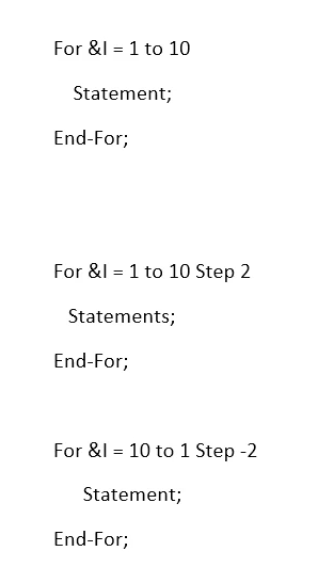 For &I = 1 to 10
Statement;
End-For;
For &I = 1 to 10 Step 2
Statements;
End-For;
For &I = 10 to 1 Step -2
Statement;
End-For;